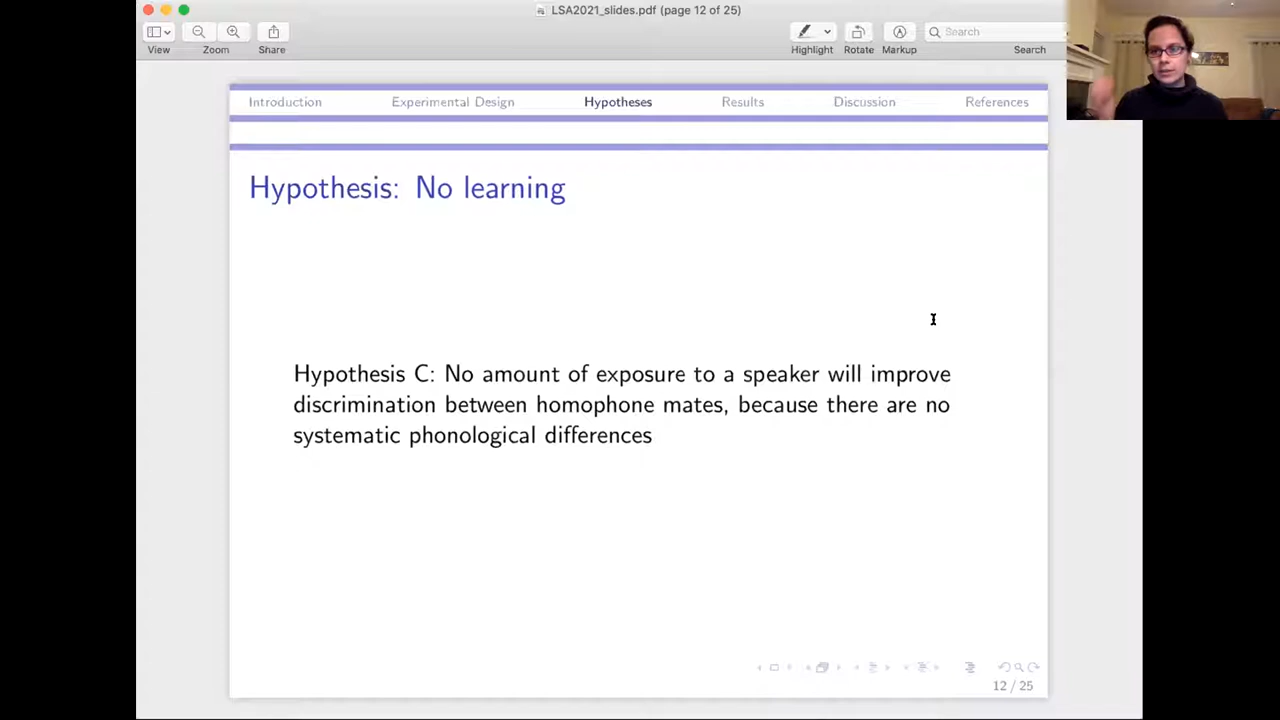 LSA2021_slides.pdf (page 12 of 25)
View Zoom Share Highlight Rotate Markup Search
Search
Introduction Experimental Design Hypotheses Results Discussion References
Hypothesis: No learning
Hypothesis C: No amount of exposure to a speaker will improve
discrimination between homophone mates, because there are no
systematic phonological differences
12 / 25